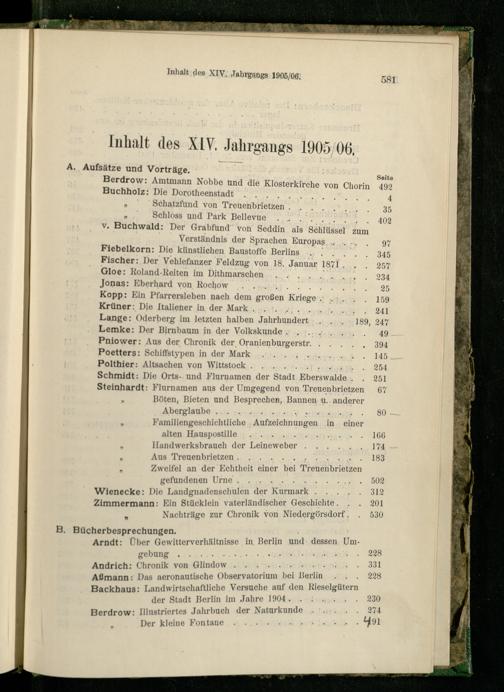 Inhalt des XIV. Jahrgangs 1905/06. 581
Inhalt des XIV. Jahrgangs 1905/06.
A. Aufsätze und Vorträge. Seite
Berdrow: Amtmann Nobbe und die Klosterkirche von Chorin 492
Buchholz: Die Dorotheenstadt . . . . . . . . . . 4
„ Schatzfund von Treuenbrietzen . . . . . . 35
„ Schloss und Park Bellevue . . . . . . . 402
v. Buchwald: Der Grabfund von Seddin als Schlüssel zum
Verständnis der Sprachen Europas . . . . 97
Fiebelkorn: Die künstlichen Baustoffe Berlins . . . . . 345
Fischer: Der Vehlefanzer Feldzug von 18. Januar 1871 . . 257
Gloe: Roland-Reiten im Dithmarschen . . . . . . . 234
Jonas: Eberhard von Rochow . . . . . . . . . . 25
Kopp: Ein Pfarrersleben nach dem großen Kriege . . . . 159
Krüner: Die Italiener in der Mark . . . . . . . . . 241
Lange: Oderberg im letzten halben Jahrhundert . . . 189, 247
Lemke: Der Birnbaum in der Volkskunde . . . . . . . 49
Pniower: Aus der Chronik der Oranienburgerstr. . . . . . 394
Poetters: Schiffstypen in der Mark . . . . . . . . 145
Polthier: Altsachen von Wittstock . . . . . . . . . 254
Schmidt: Die Orts- und Flurnamen der Stadt Eberswalde . . 251
Steinhardt: Flurnamen aus der Umgegend von Treuenbrietzen 67
„ Böten, Bieten und Besprechen, Bannen u. anderer
Aberglaube . . . . . . . . . . . . 80
„ Familiengeschichtliche Aufzeichnungen in einer
alten Hauspostille . . . . . . . . . . 166
„ Handwerksbrauch der Leineweber . . . . . 174
„ Aus Treuenbrietzen . . . . . . . . . . 183
„ Zweifel an der Echtheit einer bei Treuenbrietzen
gefundenen Urne . . . . . . . . . . 502
Wienecke: Die Landgnadenschulen der Kurmark . . . . . 312
Zimmermann: Ein Stücklein vaterländischer Geschichte . . . 201
„ Nachträge zur Chronik von Niedergörsdorf . . 530
B. Bücherbesprechungen.
Arndt: Über Gewitterverhältnisse in Berlin und dessen Um-
gebung . . . . . . . . . . . . . . 228
Andrich: Chronik von Glindow . . . . . . . . . . 331
Aßmann: Das aeronautische Observatorium bei Berlin . . . 228
Backhaus: Landwirtschaftliche Versuche auf den Rieselgütern
der Stadt Berlin im Jahre 1904 . . . . . . . 230
Berdrow: Illustriertes Jahrbuch der Naturkunde . . . . . 274
„ Der kleine Fontane . . . . . . . . . . 491